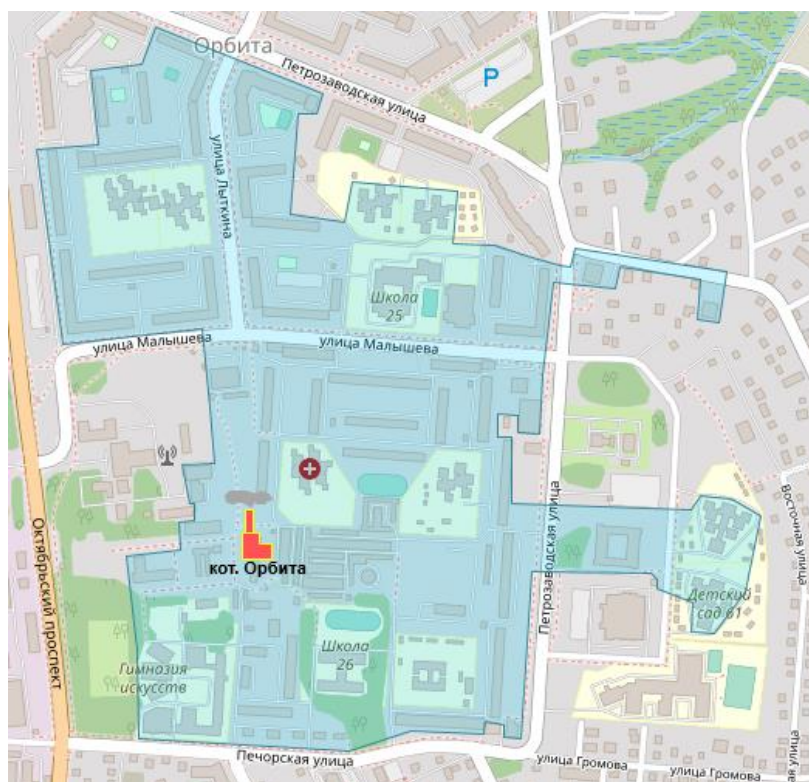 Орбита
Петрозаводская улица
P
улица Лыткина
Школа
25
улица Малышева
улица Малышева
Октябрьский проспект
кот. Орбита
Петрозаводская улица
Восточная улица
Детский
сад 61
Школа
26
Гимназия
искусств
Печорская улица
улица Громова
улица Громова
улица